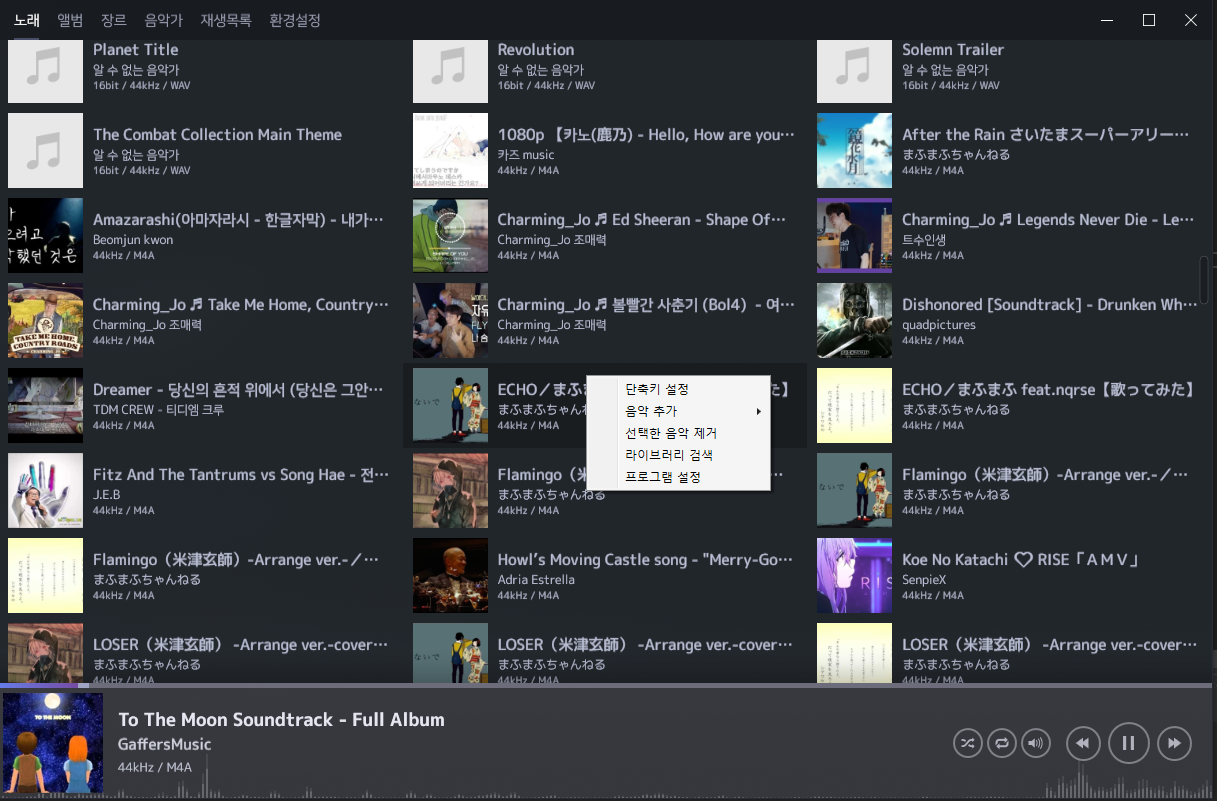 노래 앨범 장르 음악가 재생목록 환경설정
Planet Title
알 수 없는 음악가
16bit / 44kHz / WAV
Revolution
알 수 없는 음악가
16bit / 44kHz / WAV
Solemn Trailer
알 수 없는 음악가
16bit / 44kHz / WAV
The Combat Collection Main Theme
알 수 없는 음악가
16bit / 44kHz / WAV
1080p 【카노(鹿乃) - Hello, How are you⋯
카즈 music
44kHz / M4A
After the Rain さいたまスーパーアリー⋯
まふまふちゃんねる
44kHz / M4A
Amazarashi(아마자라시 - 한글자막) - 내가⋯
Beomjun kwon
44kHz / M4A
Charming_Jo ♬ Ed Sheeran - Shape Of⋯
Charming_Jo 조매력
44kHz / M4A
Charming_Jo ♬ Legends Never Die - Le⋯
트수인생
44kHz / M4A
Charming_Jo ♬ Take Me Home, Country⋯
Charming_Jo 조매력
44kHz / M4A
TAKE ME HOME,
COUNTRY ROADS
Charming_Jo ♬ 볼빨간 사춘기 (Bol4) - 여⋯
Charming_Jo 조매력
44kHz / M4A
Dishonored [Soundtrack] - Drunken Wh⋯
quadpictures
44kHz / M4A
Dreamer - 당신의 흔적 위에서 (당신은 그안⋯
TDM CREW - 티디엠 크루
44kHz / M4A
ないで
ECHO／まふま
た】
まふまふちゃんね
44kHz / M4A
단축키 설정
음악 추가
선택한 음악 제거
라이브러리 검색
프로그램 설정
ECHO／まふまふ feat.nqrse【歌ってみた】
まふまふちゃんねる
44kHz / M4A
Fitz And The Tantrums vs Song Hae - 전⋯
J.E.B
44kHz / M4A
Flamingo（
まふまふちゃんねる
44kHz / M4A
ないで
Flamingo（米津玄師）-Arrange ver.-／⋯
まふまふちゃんねる
44kHz / M4A
Flamingo（米津玄師）-Arrange ver.-／⋯
まふまふちゃんねる
44kHz / M4A
Howl's Moving Castle song - "Merry-Go⋯
Adria Estrella
44kHz / M4A
RIS
Koe No Katachi ♡ RISE「ＡＭＶ」
SenpieX
44kHz / M4A
LOSER（米津玄師） -Arrange ver.-cover⋯
まふまふちゃんねる
44kHz / M4A
ないで
LOSER（米津玄師） -Arrange ver.-cover⋯
まふまふちゃんねる
44kHz / M4A
LOSER（米津玄師） -Arrange ver.-cover⋯
まふまふちゃんねる
44kHz / M4A
TO THE MOON
To The Moon Soundtrack - Full Album
GaffersMusic
44kHz / M4A